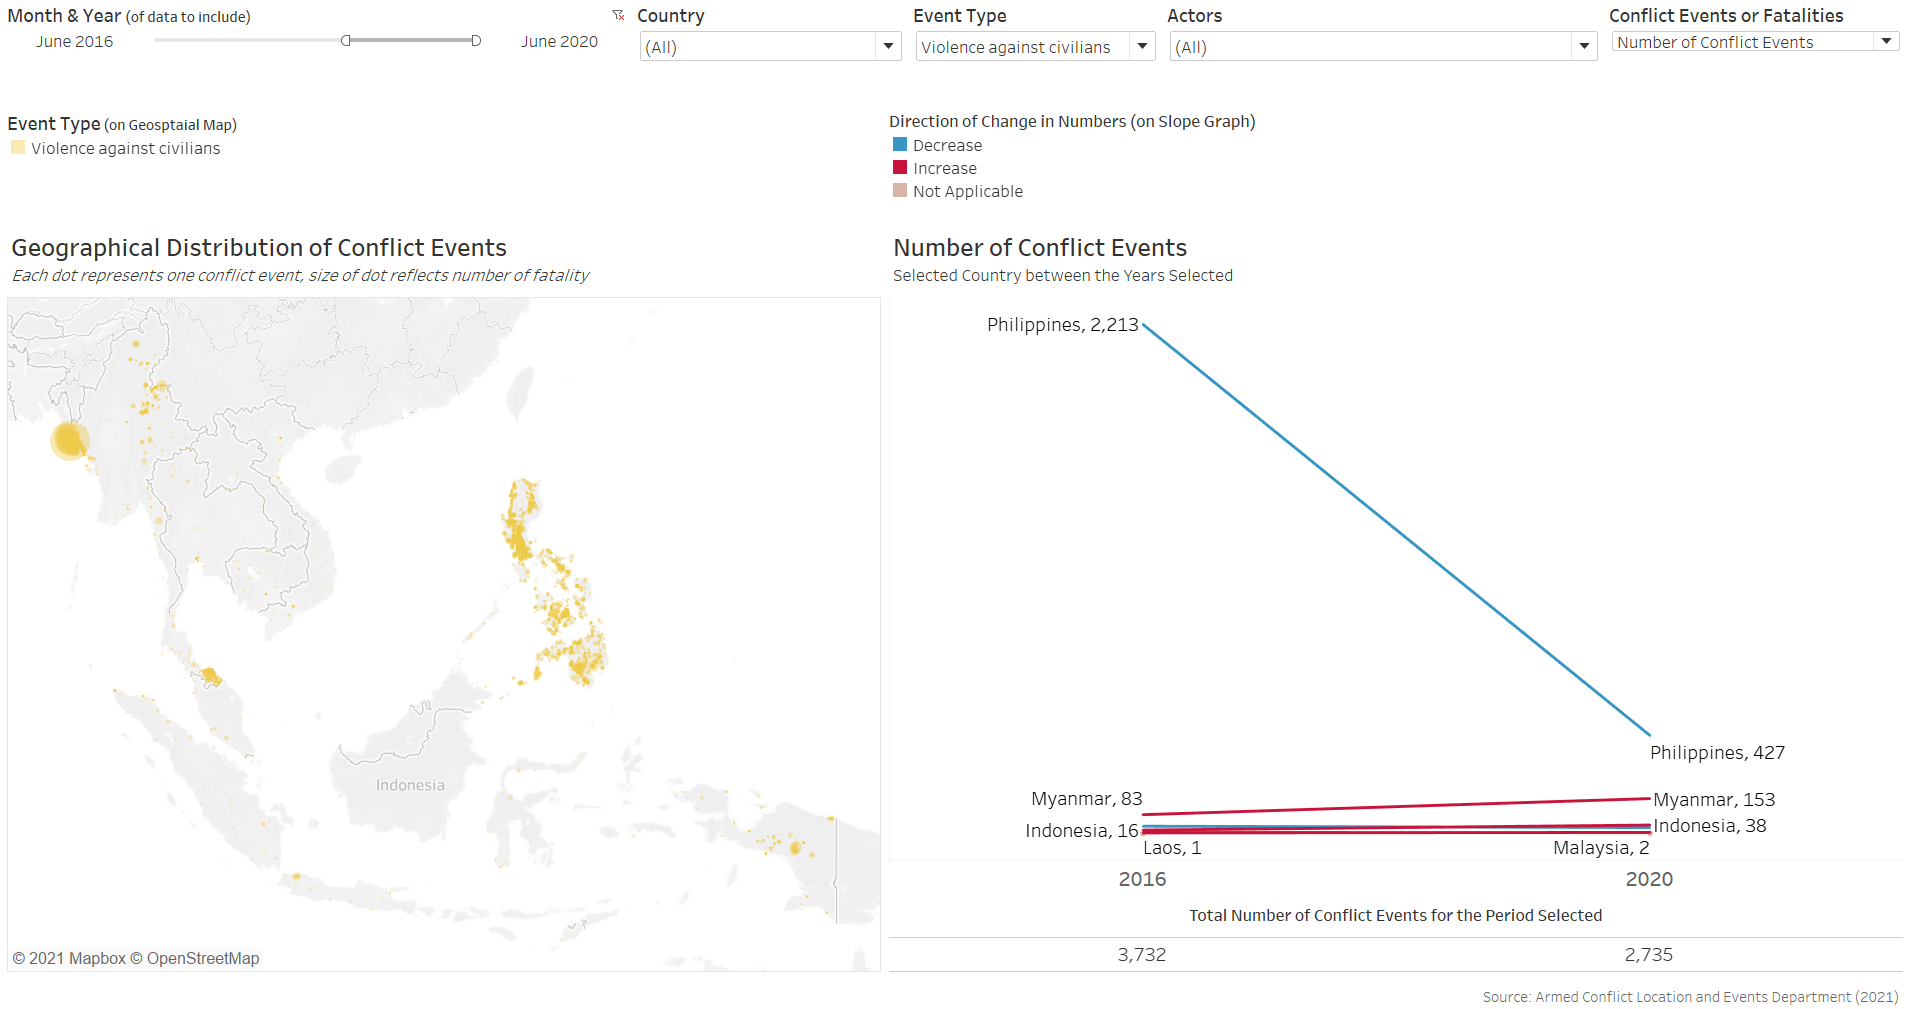 Month & Year (of data to include)
June 2016
June 2020
Country
(All)
Event Type
Violence against civilians
Actors
(All)
Conflict Events or Fatalities
Number of Conflict Events
Event Type (on Geosptaial Map)
Violence against civilians
Direction of Change in Numbers (on Slope Graph)
Decrease
Increase
Not Applicable
Geographical Distribution of Conflict Events
Each dot represents one conflict event, size of dot reflects number of fatality
Indonesia
© 2021 Mapbox © OpenStreetMap
Number of Conflict Events
Selected Country between the Years Selected
Philippines, 2,213
Philippines, 427
Myanmar, 83
Myanmar, 153
Indonesia, 16
Indonesia, 38
Laos, 1
Malaysia, 2
2016
2020
Total Number of Conflict Events for the Period Selected
3,732
2,735
Source: Armed Conflict Location and Events Department (2021)